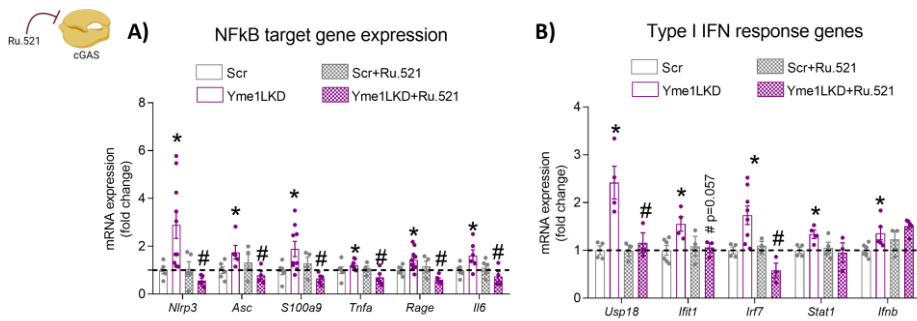 Ru.521
cGAS
A)
NFkB target gene expression
Scr
Scr+Ru.521
Yme1LKD
Yme1LKD+Ru.521
mRNA expression
(fold change)
8
6
4
2
1
0
*
#
*
#
*
#
*
#
*
#
*
#
Nlrp3
Asc
S100a9
Tnfa
Rage
Il6
B)
Type I IFN response genes
Scr
Scr+Ru.521
Yme1LKD
Yme1LKD+Ru.521
mRNA expression
(fold change)
4
2
1
0
*
#
*
# p=0.057
*
#
*
*
Usp18
Ifit1
Irf7
Stat1
Ifnb